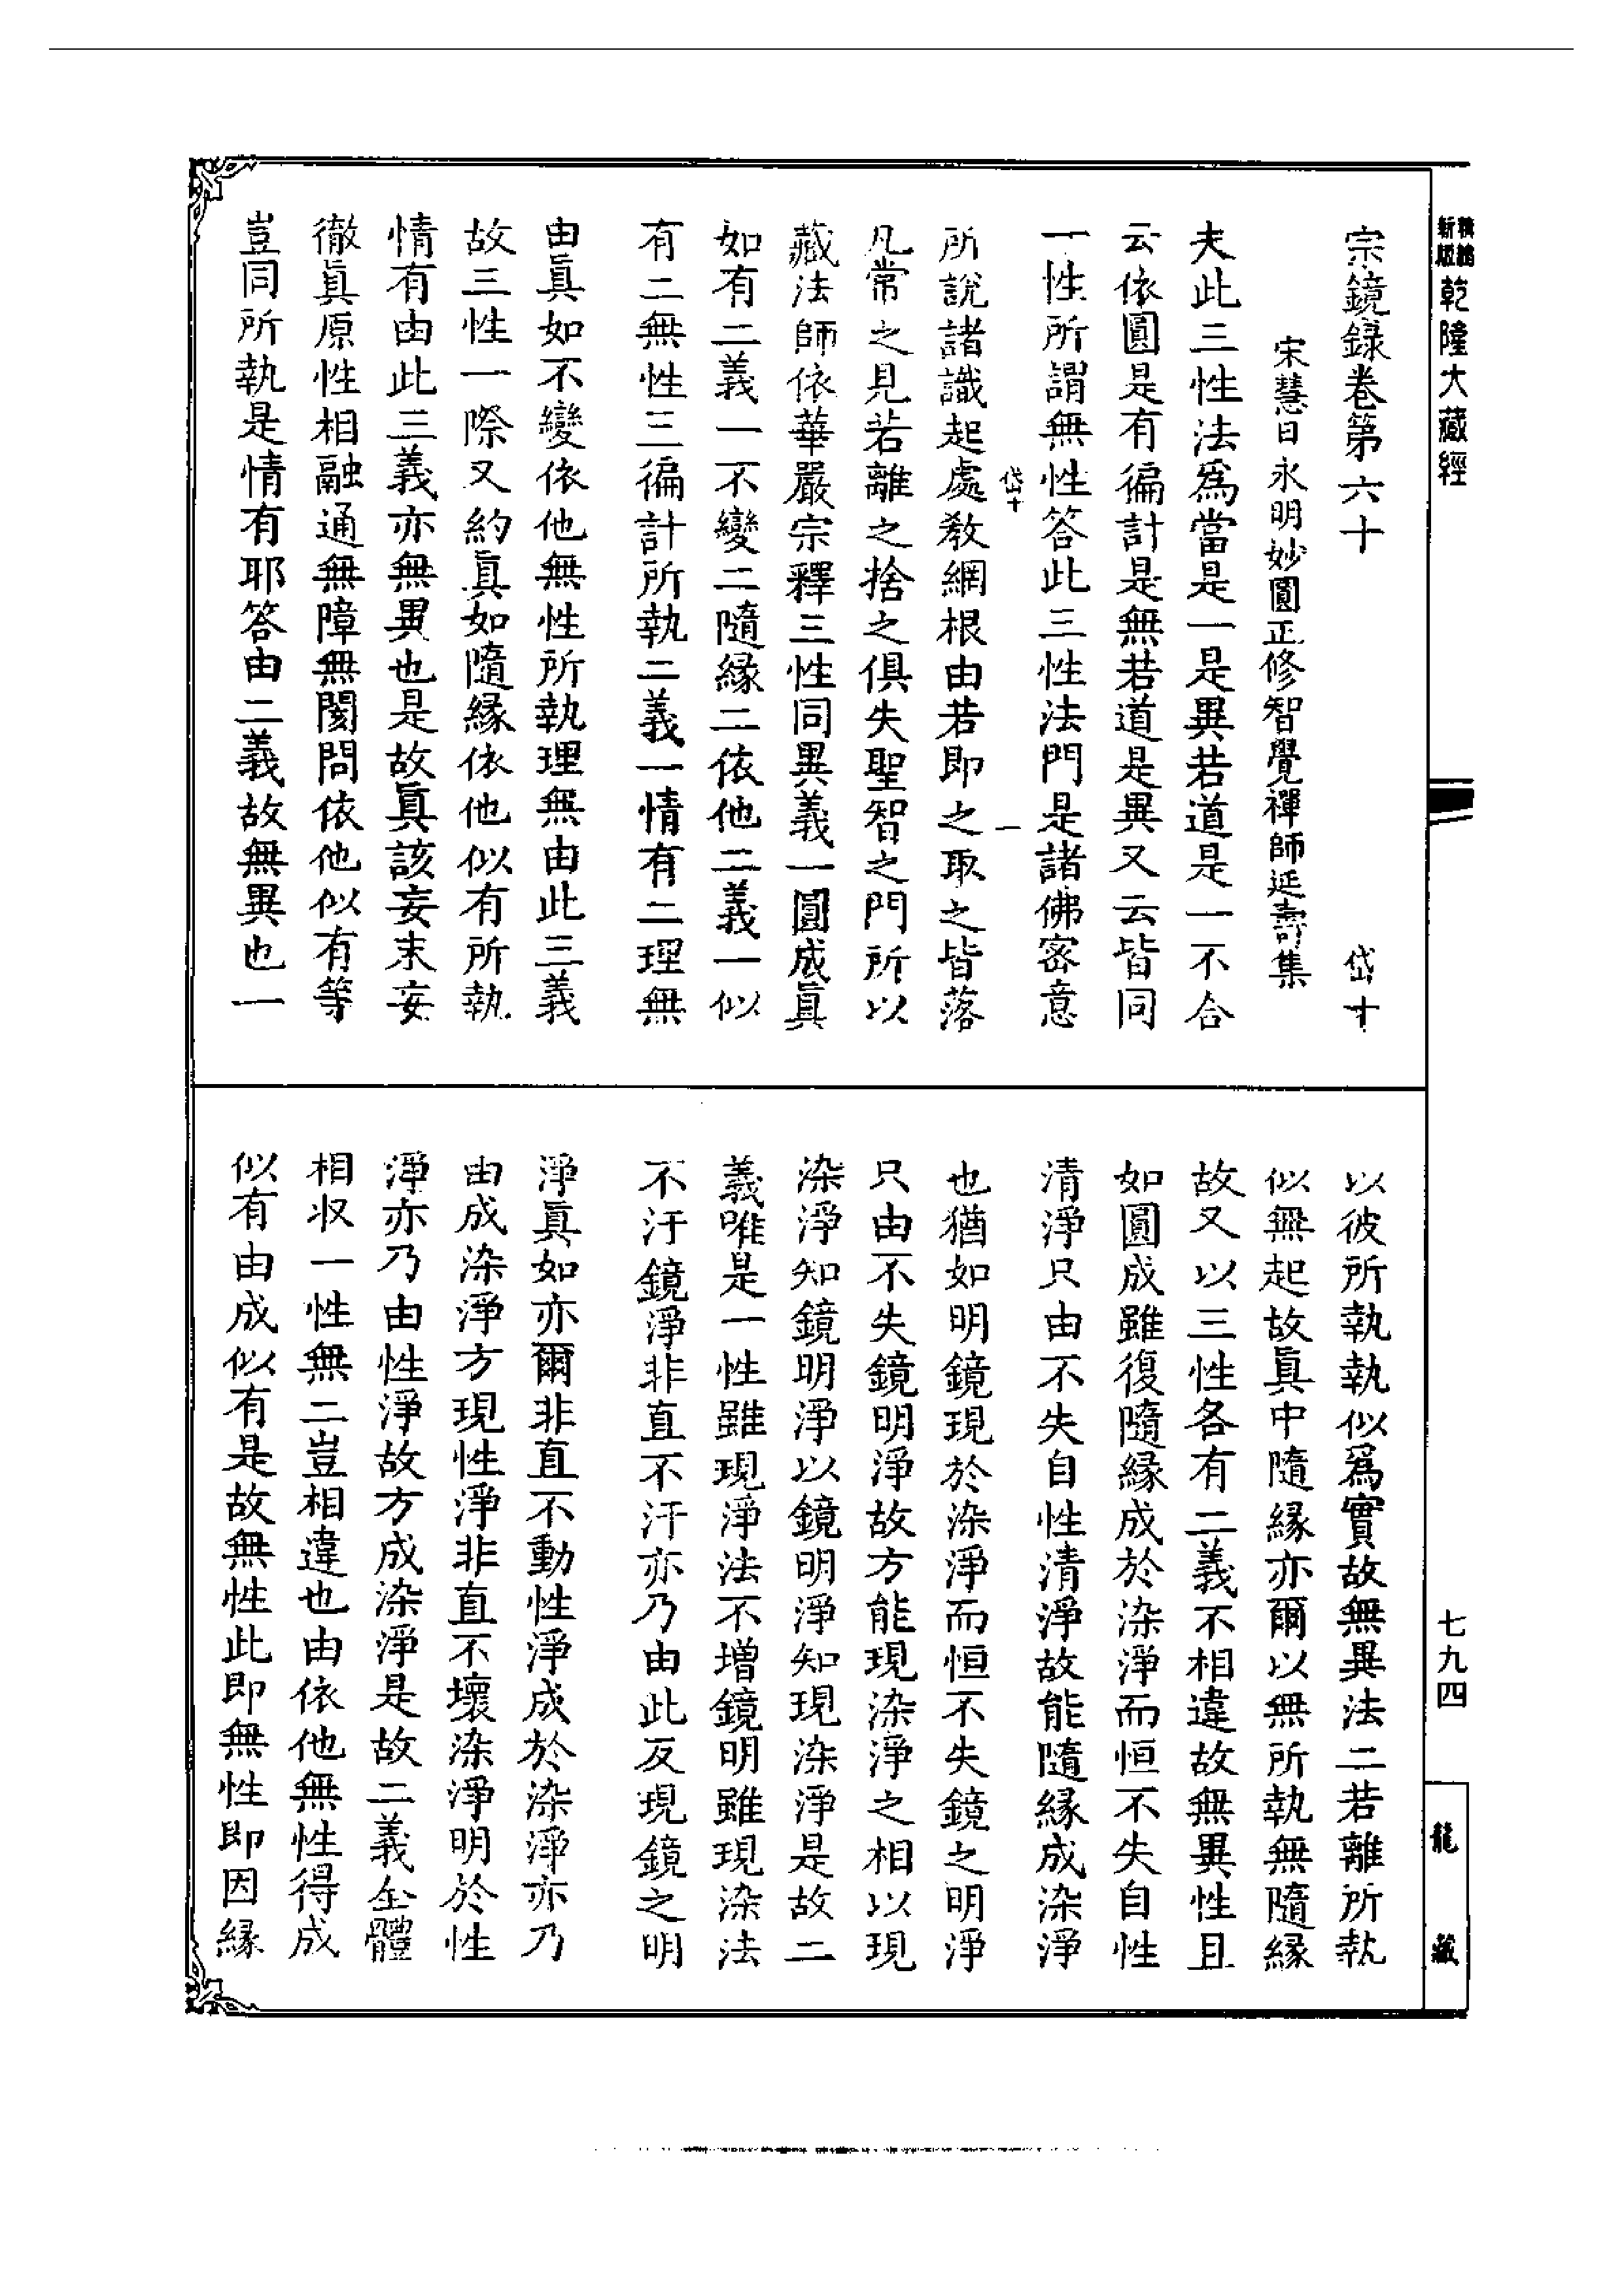 新版
乾隆大藏經
宗鏡錄卷第六十 岱十
宋慧日永明妙圓正修智覺禪師延壽集
夫此三性法爲當是一是異若道是一不合
云依圓是有徧計是無若道是異又云皆同
一性所謂無性答此三性法門是諸佛密意
岱十 一
所說諸識起處教網根由若即之取之皆落
凡常之見若離之捨之俱失聖智之門所以
藏法師依華嚴宗釋三性同異義一圓成眞
如有二義一不變二隨緣二依他二義一似
有二無性三徧計所執二義一情有二理無
由眞如不變依他無性所執理無由此三義
故三性一際又約眞如隨緣依他似有所執
情有由此三義亦無異也是故眞該妄末妄
徹眞原性相融通無障無閡問依他似有等
豈同所執是情有耶答由二義故無異也一
以彼所執執似爲實故無異法二若離所執
似無起故眞中隨緣亦爾以無所執無隨緣
故又以三性各有二義不相違故無異性且
如圓成雖復隨緣成於染淨而恒不失自性
清淨只由不失自性清淨故能隨緣成染淨
也猶如明鏡現於染淨而恒不失鏡之明淨
只由不失鏡明淨故方能現染淨之相以現
染淨知鏡明淨以鏡明淨知現染淨是故二
義唯是一性雖現淨法不增鏡明雖現染法
不汙鏡淨非直不汙亦乃由此反現鏡之明
淨眞如亦爾非直不動性淨成於染淨亦乃
由成染淨方現性淨非直不壞染淨明於性
淨亦乃由性淨故方成染淨是故二義全體
相收一性無二豈相違也由依他無性得成
似有由成似有是故無性此即無性即因緣
七九四
龍藏